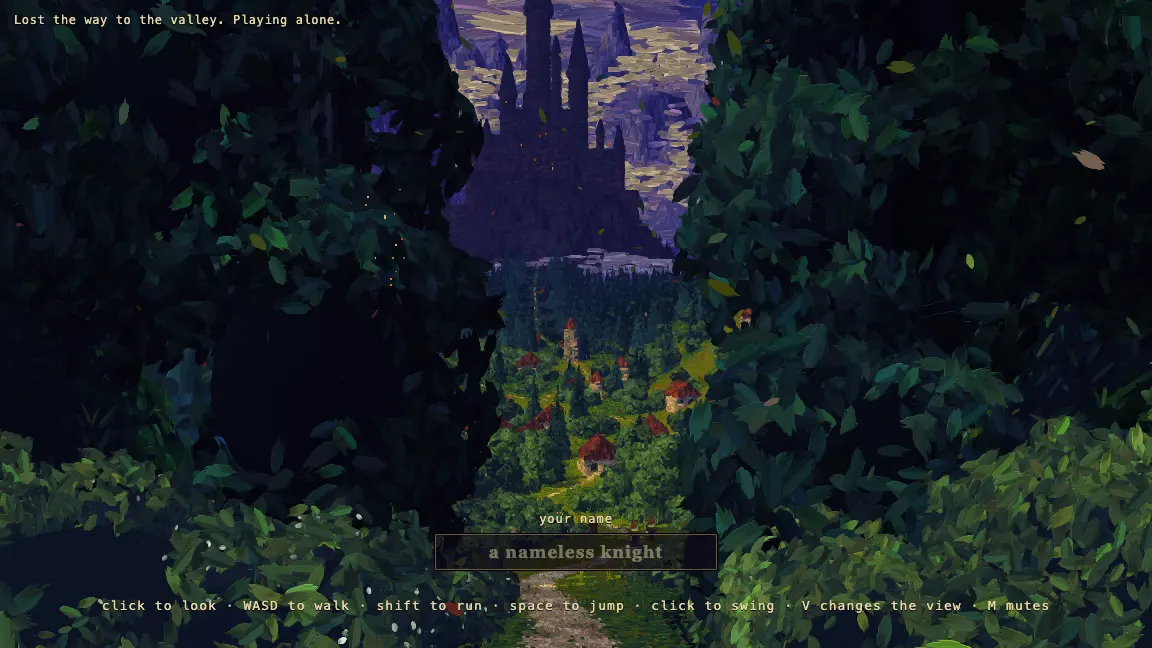 Lost the way to the valley. Playing alone.
your name
a nameless knight
click to look · WASD to walk · shift to run · space to jump · click to swing · V changes the view · M mutes